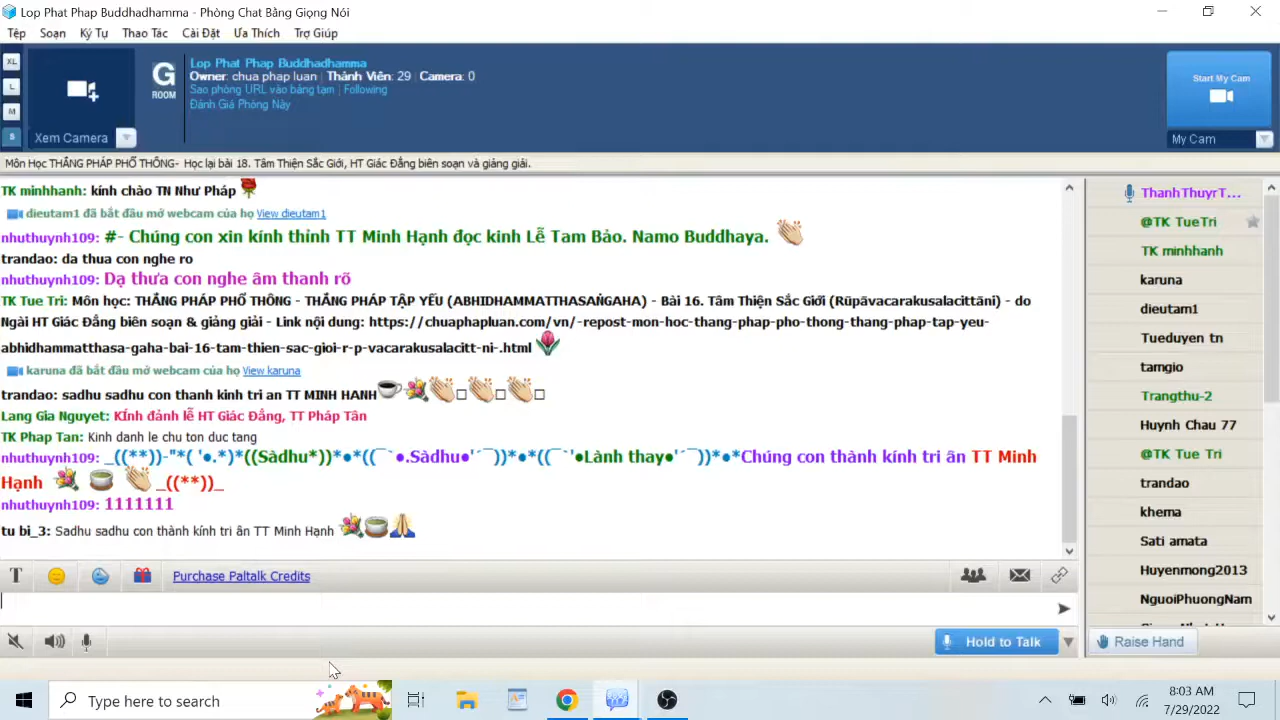 Lop Phat Phap Buddhadhamma - Phòng Chat Bằng Giọng Nói
Tệp Soạn Ký Tự Thao Tác Cài Đặt Ưa Thích Trợ Giúp
XL
L
M
S
Xem Camera
G
ROOM
Lop Phat Phap Buddhadhamma
Owner: chua phap luan | Thành Viên: 29 | Camera: 0
Sao phòng URL vào bảng tạm | Following
Đánh Giá Phòng Này
Start My Cam
My Cam
Môn Học THẮNG PHÁP PHỔ THÔNG- Học lại bài 18. Tâm Thiện Sắc Giới, HT Giác Đẳng biên soạn và giảng giải.
TK minhhanh: kính chào TN Như Pháp
dieutam1 đã bắt đầu mở webcam của họ View dieutam1
nhuthuynh109: #- Chúng con xin kính thỉnh TT Minh Hạnh đọc kinh Lễ Tam Bảo. Namo Buddhaya.
trandao: da thua con nghe ro
nhuthuynh109: Dạ thưa con nghe âm thanh rõ
TK Tue Tri: Môn học: THẮNG PHÁP PHỔ THÔNG - THẮNG PHÁP TẬP YẾU (ABHIDHAMMATTHASAṄGAHA) - Bài 16. Tâm Thiện Sắc Giới (Rūpāvacarakusalacittāni) - do
Ngài HT Giác Đẳng biên soạn & giảng giải - Link nội dung: https://chuaphapluan.com/vn/-repost-mon-hoc-thang-phap-pho-thong-thang-phap-tap-yeu-
abhidhammatthasa-gaha-bai-16-tam-thien-sac-gioi-r-p-vacarakusalacitt-ni-.html
karuna đã bắt đầu mở webcam của họ View karuna
trandao: sadhu sadhu con thanh kinh tri an TT MINH HANH
Lang Gia Nguyet: KÍnh đảnh lễ HT Giác Đẳng, TT Pháp Tân
TK Phap Tan: Kinh danh le chu ton duc tang
nhuthuynh109: _((**))-"*( '●.*)*((Sàdhu*))*●*((¯`●.Sàdhu●'´¯))*●*((¯`'●Lành thay●'´¯))*●*Chúng con thành kính tri ân TT Minh
Hạnh _((**))_
nhuthuynh109: 1111111
tu bi_3: Sadhu sadhu con thành kính tri ân TT Minh Hạnh
T Purchase Paltalk Credits
Hold to Talk
ThanhThuyrT...
@TK TueTri
TK minhhanh
karuna
dieutam1
Tueduyen tn
tamgio
Trangthu-2
Huynh Chau 77
@TK Tue Tri
trandao
khema
Sati amata
Huyenmong2013
NguoiPhuongNam
Raise Hand
Type here to search
8:03 AM
7/29/2022